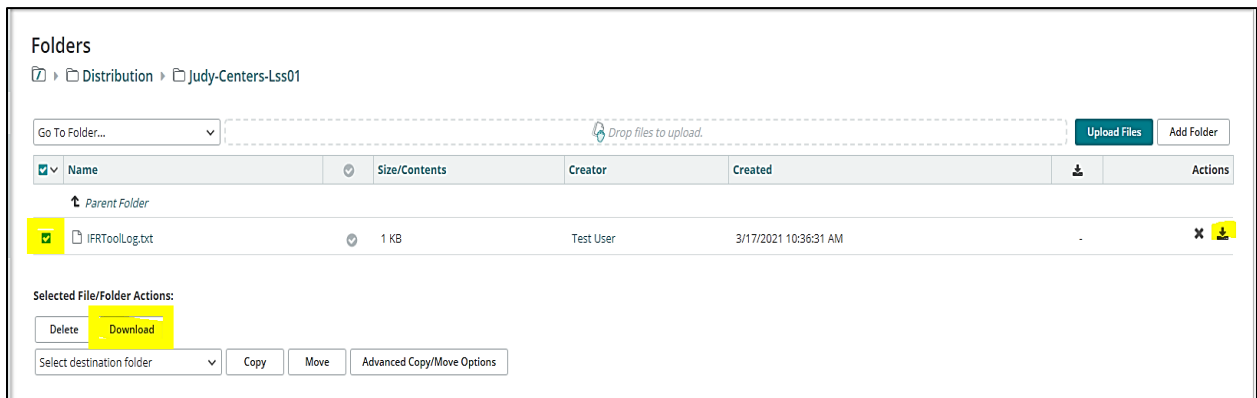 Folders
Distribution Judy-Centers-Lss01
Go To Folder... Drop files to upload. Upload Files Add Folder
Name Size/Contents Creator Created Actions
Parent Folder
IFRToolLog.txt 1 KB Test User 3/17/2021 10:36:31 AM -
Selected File/Folder Actions:
Delete Download
Select destination folder Copy Move Advanced Copy/Move Options